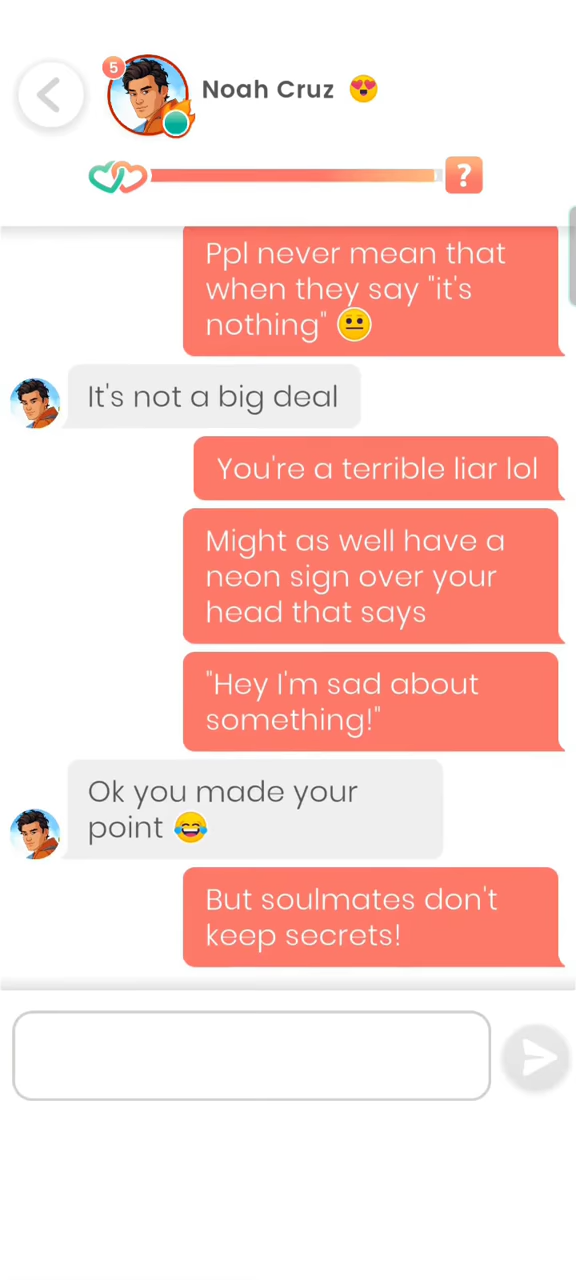 5
Noah Cruz 😍
?
Ppl never mean that
when they say "it's
nothing" 😐
It's not a big deal
You're a terrible liar lol
Might as well have a
neon sign over your
head that says
"Hey I'm sad about
something!"
Ok you made your
point 😂
But soulmates don't
keep secrets!